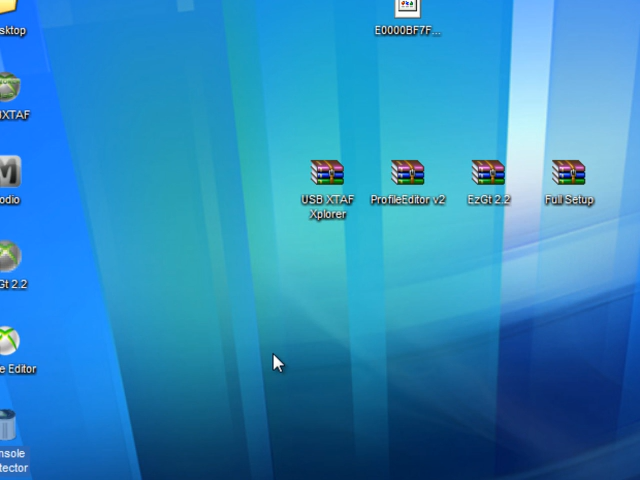 sktop
E0000BF7F...
XTAF
USB XTAF
Xplorer
ProfileEditor v2
EzGt 2.2
Full Setup
odio
Gt 2.2
e Editor
nsole
tector